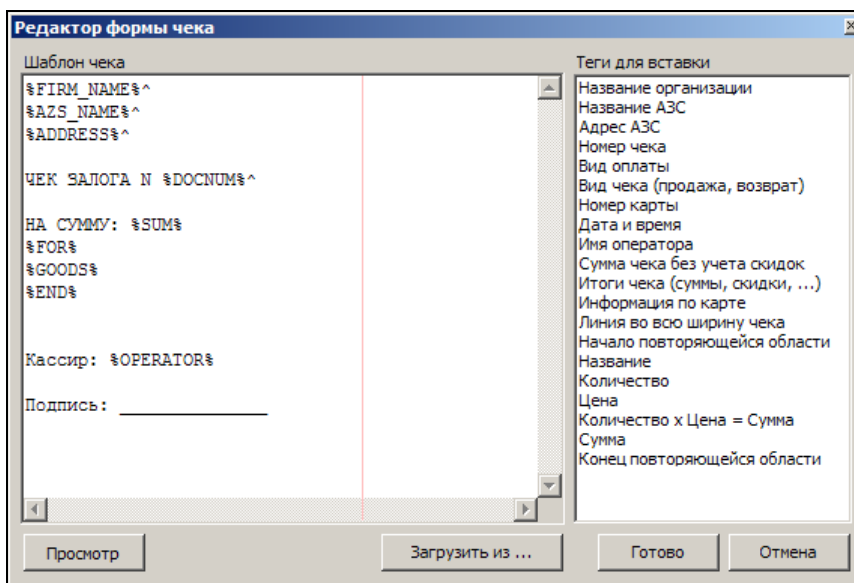 Редактор формы чека
Шаблон чека
%FIRM_NAME%^
%AZS_NAME%^
%ADDRESS%^
ЧЕК ЗАЛОГА N %DOCNUM%^
НА СУММУ: %SUM%
%FOR%
%GOODS%
%END%
Кассир: %OPERATOR%
Подпись: _______________
Теги для вставки
Название организации
Название АЗС
Адрес АЗС
Номер чека
Вид оплаты
Вид чека (продажа, возврат)
Номер карты
Дата и время
Имя оператора
Сумма чека без учета скидок
Итоги чека (суммы, скидки, ...)
Информация по карте
Линия во всю ширину чека
Начало повторяющейся области
Название
Количество
Цена
Количество x Цена = Сумма
Сумма
Конец повторяющейся области
Просмотр
Загрузить из ...
Готово
Отмена